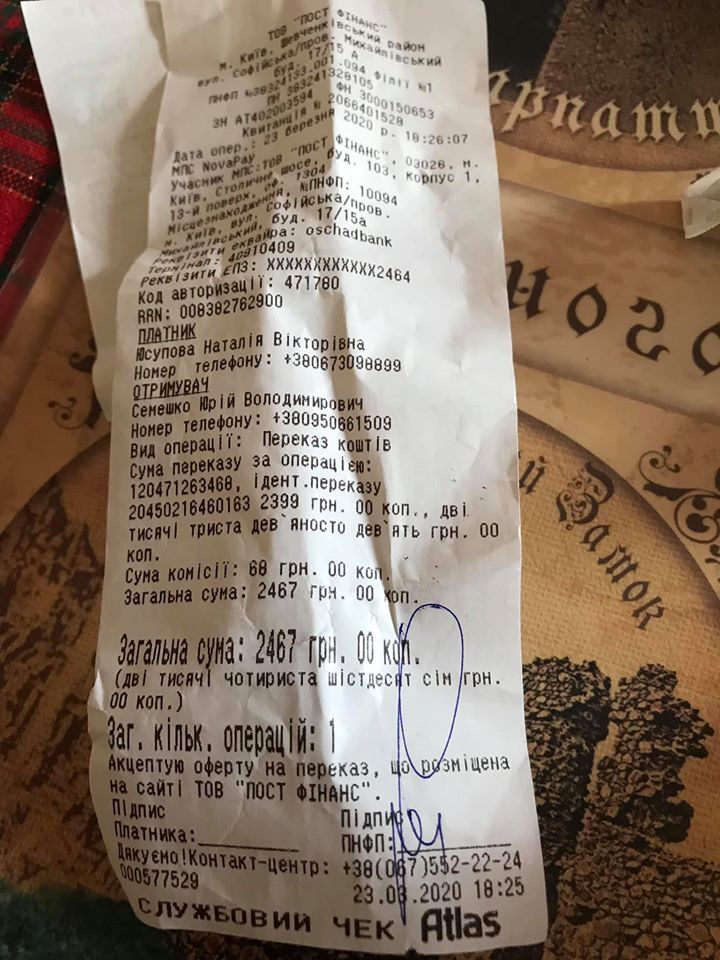 ТОВ "ПОСТ ФІНАНС"
м. Київ, Шевченківський район
вул. Софійська/пров. Михайлівський
буд. 17/15 А
ПНФП №38324133.001.094 Філії №1
ПН 383241328105
ЗН АТ402003594 ФН 3000150653
Квитанція № 2066401528
Дата опер.: 23 березня 2020 р. 18:26:07
МПС NovaPay
Учасник МПС:ТОВ "ПОСТ ФІНАНС", 03026, м.
Київ, Столичне шосе, буд. 103, корпус 1,
13-й поверх, оф. 1304
Місцезнаходження, №ПНФП: 10094
м. Київ, вул. Софійська/пров.
Михайлівський, буд. 17/15а
Реквізити еквайра: oschadbank
Термінал: 40910409
Реквізити ЕПЗ: XXXXXXXXXXXX2464
Код авторизації: 471780
RRN: 008382762900
ПЛАТНИК
Юсупова Наталія Вікторівна
Номер телефону: +380673098899
ОТРИМУВАЧ
Семешко Юрій Володимирович
Номер телефону: +380950661509
Вид операції: Переказ коштів
Сума переказу за операцією:
120471263468, ідент.переказу
20450216460163 2399 грн. 00 коп., дві
тисячі триста дев`яносто дев`ять грн. 00
коп.
Сума комісії: 68 грн. 00 коп.
Загальна сума: 2467 грн. 00 коп.
Загальна сума: 2467 грн. 00 коп.
(дві тисячі чотириста шістдесят сім грн.
00 коп.)
Заг. кільк. операцій: 1
Акцептую оферту на переказ, що розміщена
на сайті ТОВ "ПОСТ ФІНАНС".
Підпис Підпис
Платника: ПНФП:
Дякуємо!Контакт-центр: +38(067)552-22-24
000577529 23.03.2020 18:25
СЛУЖБОВИЙ ЧЕК Atlas
ий Заток